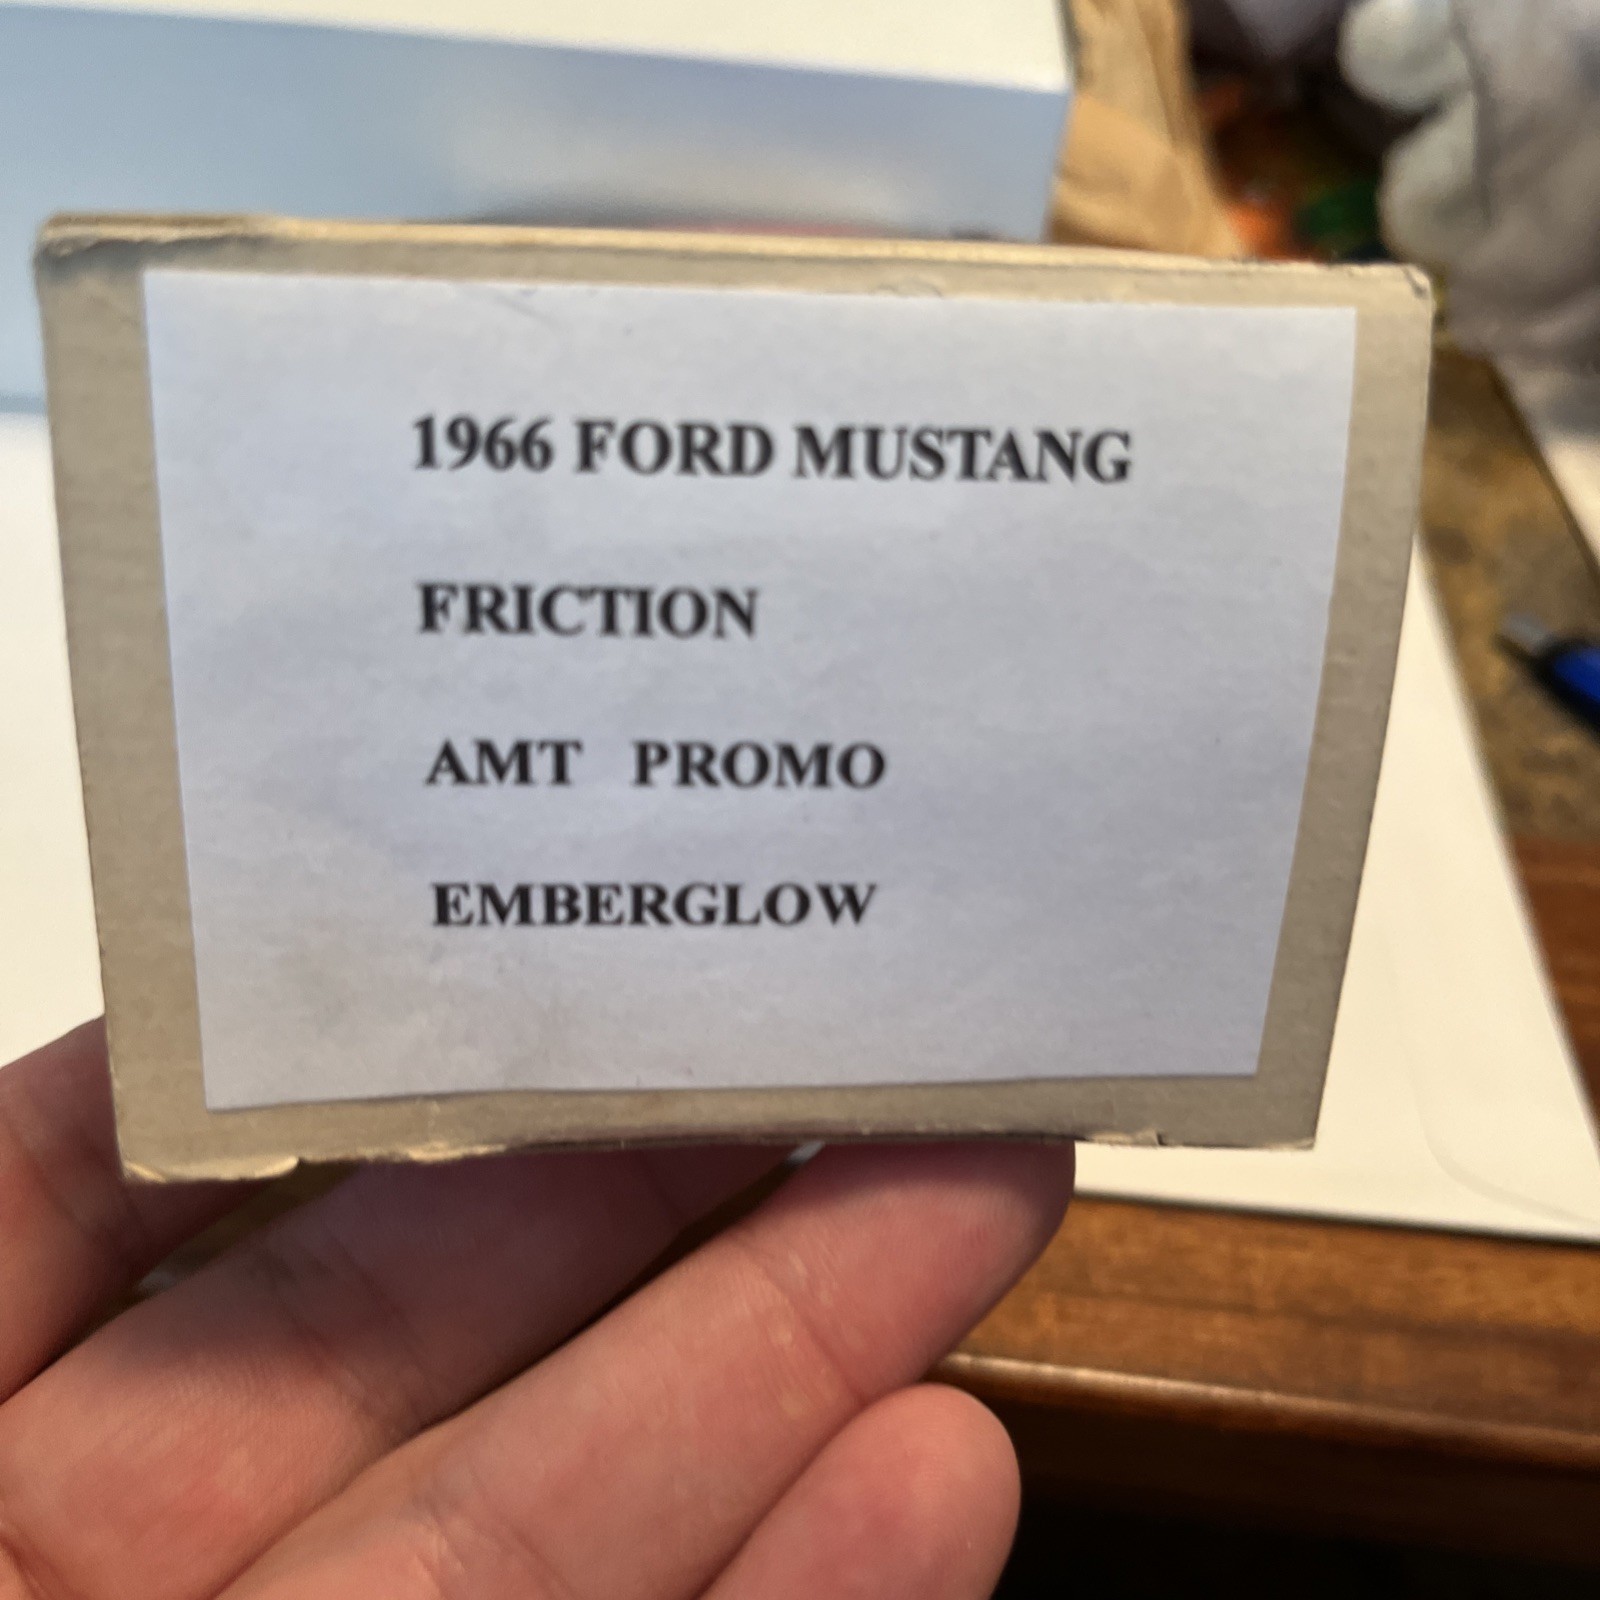 1966 FORD MUSTANG
FRICTION
AMT PROMO
EMBERGLOW